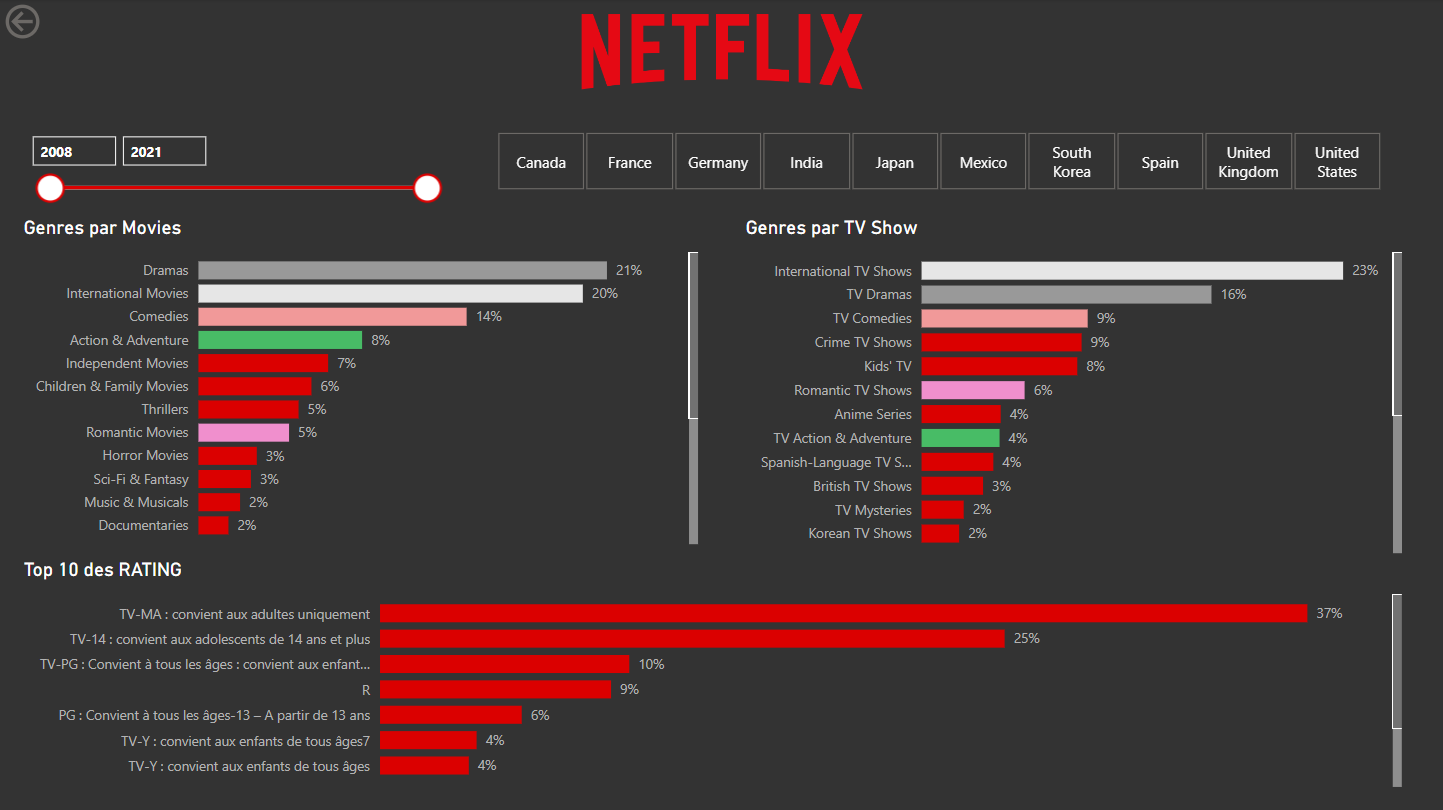 NETFLIX
2008 2021
Canada France Germany India Japan Mexico South Korea Spain United Kingdom United States
Genres par Movies
Dramas 21%
International Movies 20%
Comedies 14%
Action & Adventure 8%
Independent Movies 7%
Children & Family Movies 6%
Thrillers 5%
Romantic Movies 5%
Horror Movies 3%
Sci-Fi & Fantasy 3%
Music & Musicals 2%
Documentaries 2%
Genres par TV Show
International TV Shows 23%
TV Dramas 16%
TV Comedies 9%
Crime TV Shows 9%
Kids' TV 8%
Romantic TV Shows 6%
Anime Series 4%
TV Action & Adventure 4%
Spanish-Language TV S... 4%
British TV Shows 3%
TV Mysteries 2%
Korean TV Shows 2%
Top 10 des RATING
TV-MA : convient aux adultes uniquement 37%
TV-14 : convient aux adolescents de 14 ans et plus 25%
TV-PG : Convient à tous les âges : convient aux enfant... 10%
R 9%
PG : Convient à tous les âges-13 – A partir de 13 ans 6%
TV-Y : convient aux enfants de tous âges7 4%
TV-Y : convient aux enfants de tous âges 4%